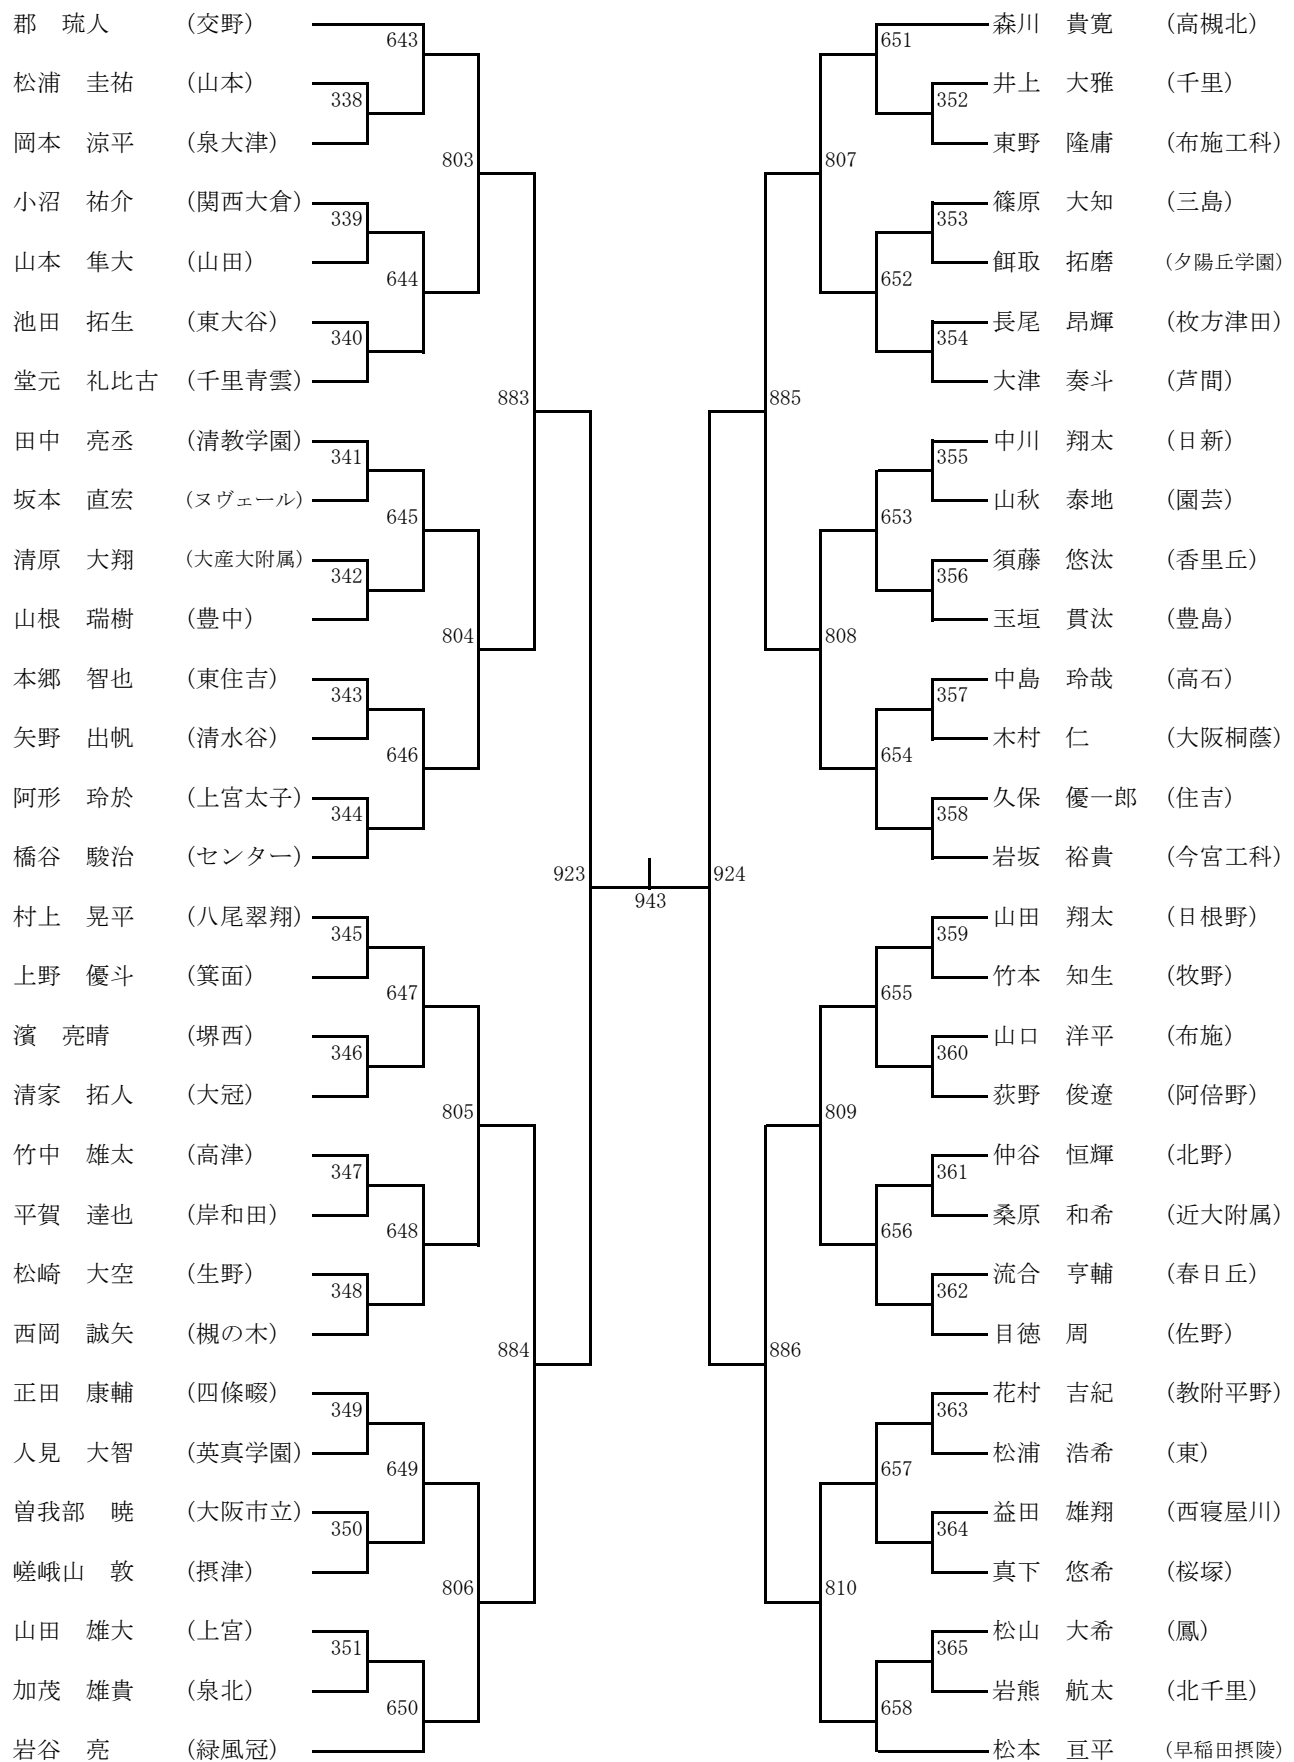 郡　琉人　(交野)
643
松浦　圭祐　(山本)
338
岡本　涼平　(泉大津)
803
小沼　祐介　(関西大倉)
339
山本　隼大　(山田)
644
池田　拓生　(東大谷)
340
堂元　礼比古　(千里青雲)
883
田中　亮丞　(清教学園)
341
坂本　直宏　(ヌヴェール)
645
清原　大翔　(大産大附属)
342
山根　瑞樹　(豊中)
804
本郷　智也　(東住吉)
343
矢野　出帆　(清水谷)
646
阿形　玲於　(上宮太子)
344
橋谷　駿治　(センター)
923
村上　晃平　(八尾翠翔)
345
上野　優斗　(箕面)
647
濱　亮晴　(堺西)
346
清家　拓人　(大冠)
805
竹中　雄太　(高津)
347
平賀　達也　(岸和田)
648
松崎　大空　(生野)
348
西岡　誠矢　(槻の木)
884
正田　康輔　(四條畷)
349
人見　大智　(英真学園)
649
曽我部　暁　(大阪市立)
350
嵯峨山　敦　(摂津)
806
山田　雄大　(上宮)
351
加茂　雄貴　(泉北)
650
岩谷　亮　(緑風冠)
943
森川　貴寛　(高槻北)
651
井上　大雅　(千里)
352
東野　隆庸　(布施工科)
807
篠原　大知　(三島)
353
餌取　拓磨　(夕陽丘学園)
652
長尾　昂輝　(枚方津田)
354
大津　奏斗　(芦間)
885
中川　翔太　(日新)
355
山秋　泰地　(園芸)
653
須藤　悠汰　(香里丘)
356
玉垣　貫汰　(豊島)
808
中島　玲哉　(高石)
357
木村　仁　(大阪桐蔭)
654
久保　優一郎　(住吉)
358
岩坂　裕貴　(今宮工科)
924
山田　翔太　(日根野)
359
竹本　知生　(牧野)
655
山口　洋平　(布施)
360
荻野　俊遼　(阿倍野)
809
仲谷　恒輝　(北野)
361
桑原　和希　(近大附属)
656
流合　亨輔　(春日丘)
362
目徳　周　(佐野)
886
花村　吉紀　(教附平野)
363
松浦　浩希　(東)
657
益田　雄翔　(西寝屋川)
364
真下　悠希　(桜塚)
810
松山　大希　(鳳)
365
岩熊　航太　(北千里)
658
松本　亘平　(早稲田摂陵)